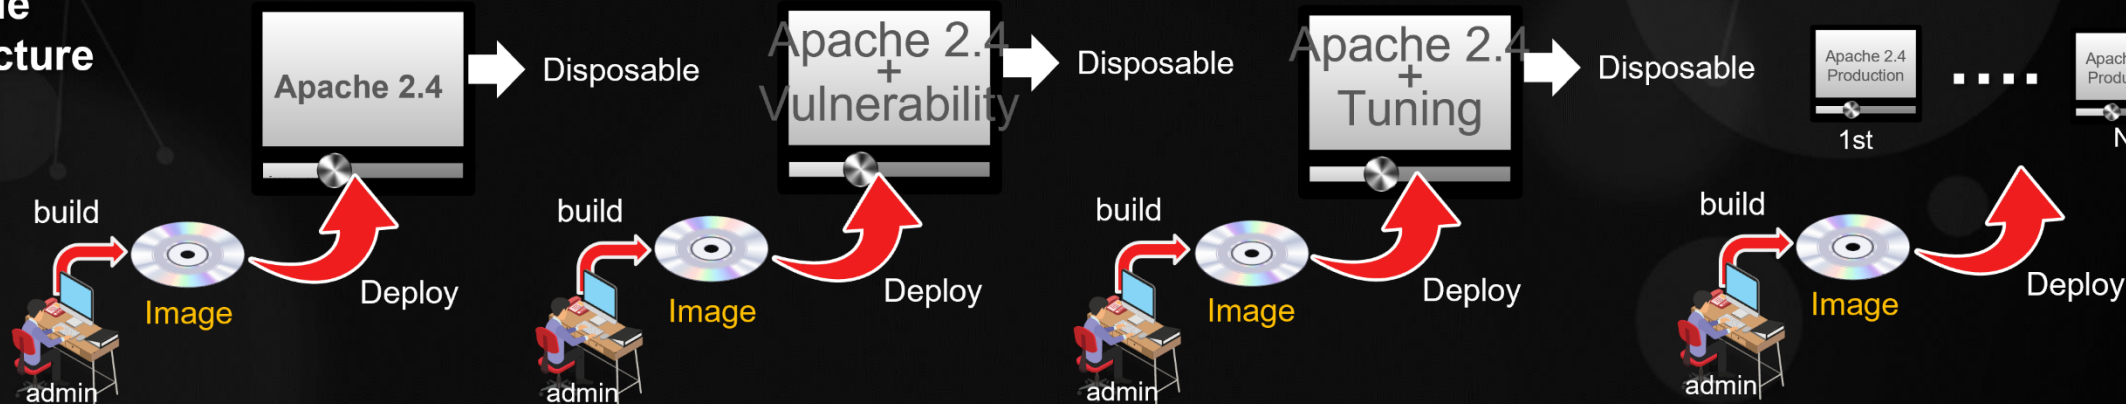 cture
Apache 2.4
Disposable
build
Image
Deploy
admin
Apache 2.4
+
Vulnerability
Disposable
build
Image
Deploy
admin
Apache 2.4
+
Tuning
Disposable
build
Image
Deploy
admin
Apache 2.4
Production
1st
....
build
Image
Deploy
admin